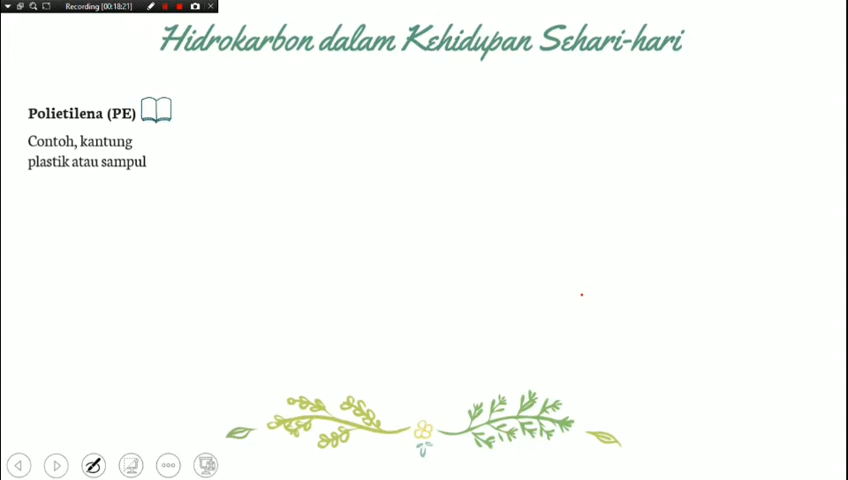 Recording [00:18:21]
Hidrokarbon dalam Kehidupan Sehari-hari
Polietilena (PE)
Contoh, kantung
plastik atau sampul